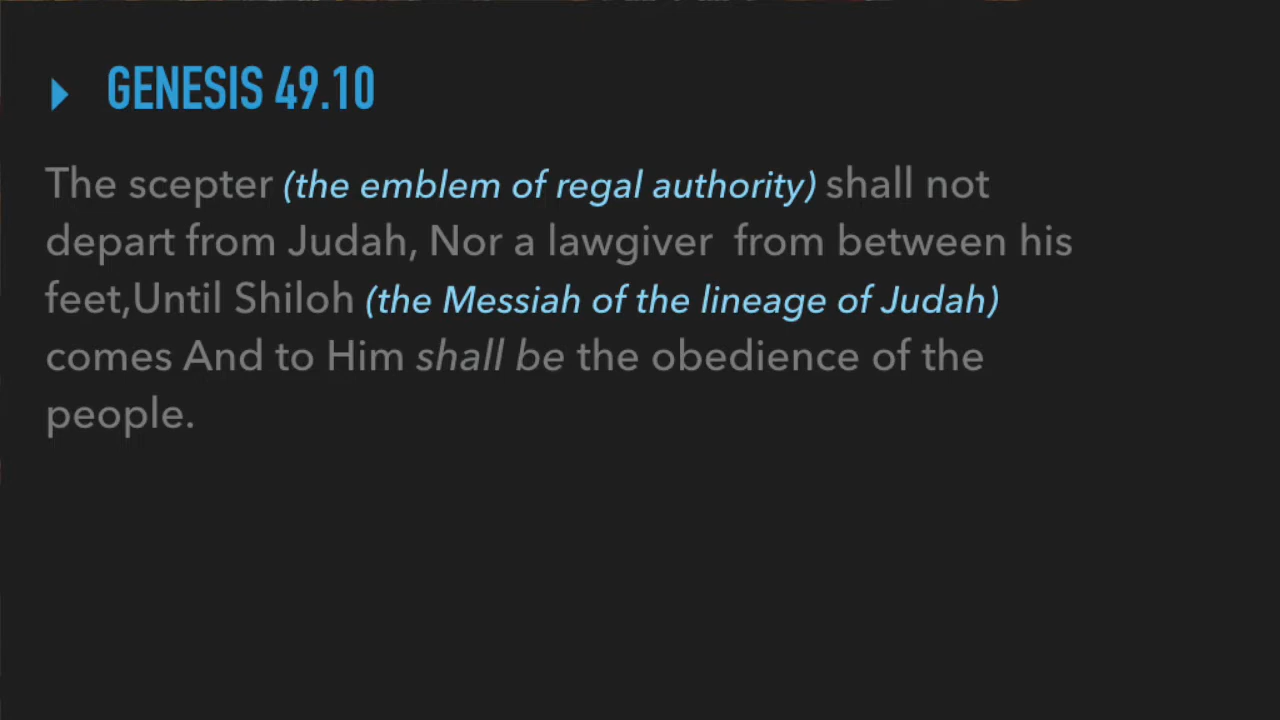 GENESIS 49.10
The scepter (the emblem of regal authority) shall not
depart from Judah, Nor a lawgiver  from between his
feet,Until Shiloh (the Messiah of the lineage of Judah)
comes And to Him shall be the obedience of the
people.